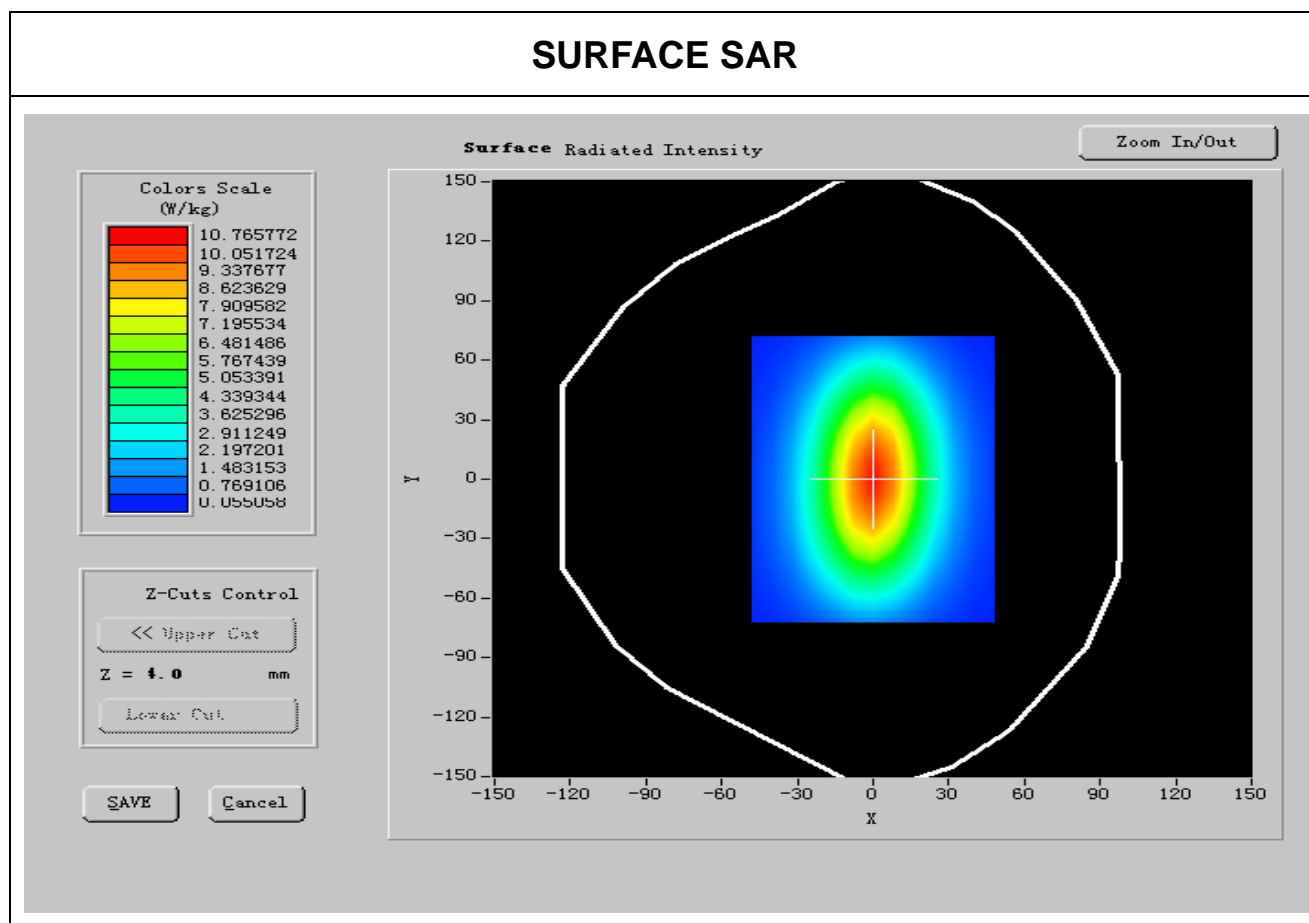 SURFACE SAR
Surface Radiated Intensity
Zoom In/Out
Colors Scale
(W/kg)
10.765772
10.051724
9.337677
8.623629
7.909582
7.195534
6.481486
5.767439
5.053391
4.339344
3.625296
2.911249
2.197201
1.483153
0.769106
0.055058
Z-Cuts Control
<< Upper Cut
Z = 4.0 mm
Lower Cut
SAVE Cancel
150
120
90
60
30
0
-30
-60
-90
-120
-150
Y
-150 -120 -90 -60 -30 0 30 60 90 120 150
X